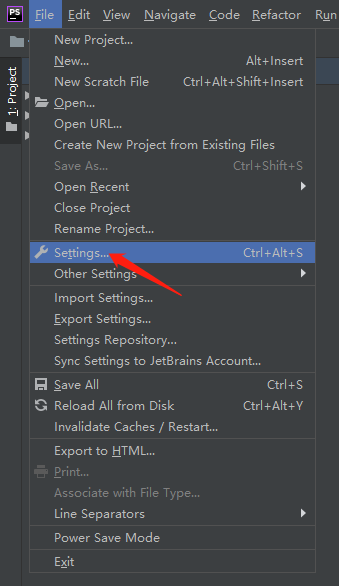 PS File Edit View Navigate Code Refactor Run
1: Project
New Project...
New... Alt+Insert
New Scratch File Ctrl+Alt+Shift+Insert
Open...
Open URL...
Create New Project from Existing Files
Save As... Ctrl+Shift+S
Open Recent
Close Project
Rename Project...
Settings... Ctrl+Alt+S
Other Settings
Import Settings...
Export Settings...
Settings Repository...
Sync Settings to JetBrains Account...
Save All Ctrl+S
Reload All from Disk Ctrl+Alt+Y
Invalidate Caches / Restart...
Export to HTML...
Print...
Associate with File Type...
Line Separators
Power Save Mode
Exit